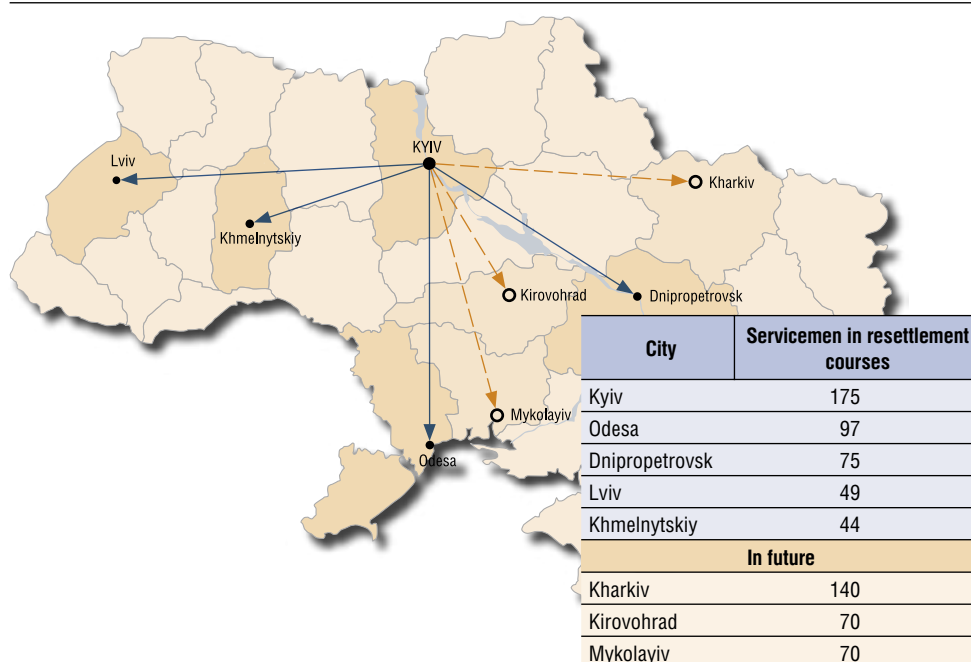 KYIV
Lviv
Kharkiv
Khmelnytskiy
Kirovohrad
Dnipropetrovsk
Mykolayiv
Odesa
City
Servicemen in resettlement
courses
Kyiv 175
Odesa 97
Dnipropetrovsk 75
Lviv 49
Khmelnytskiy 44
In future
Kharkiv 140
Kirovohrad 70
Mykolayiv 70